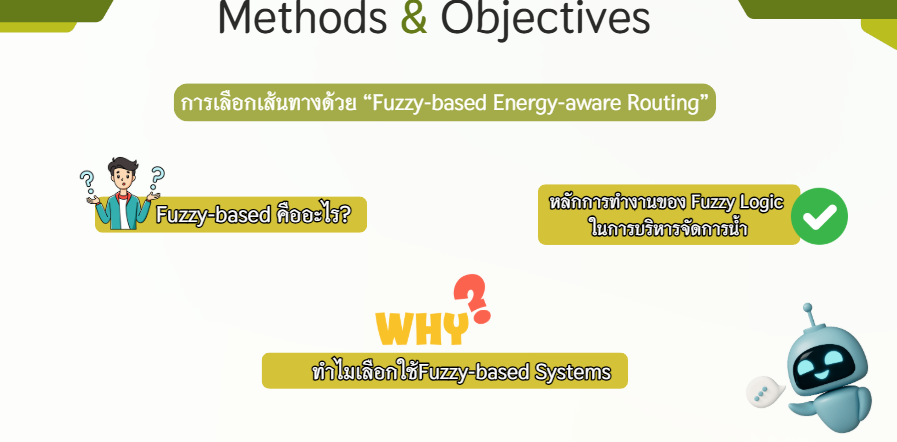 Methods & Objectives
การเลือกเส้นทางด้วย “Fuzzy-based Energy-aware Routing”
? ?
Fuzzy-based คืออะไร?
หลักการทำงานของ Fuzzy Logic
ในการบริหารจัดการน้ำ
WHY?
ทำไมเลือกใช้Fuzzy-based Systems